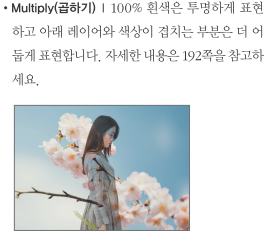 • Multiply(곱하기) | 100% 흰색은 투명하게 표현
하고 아래 레이어와 색상이 겹치는 부분은 더 어
둡게 표현합니다. 자세한 내용은 192쪽을 참고하
세요.